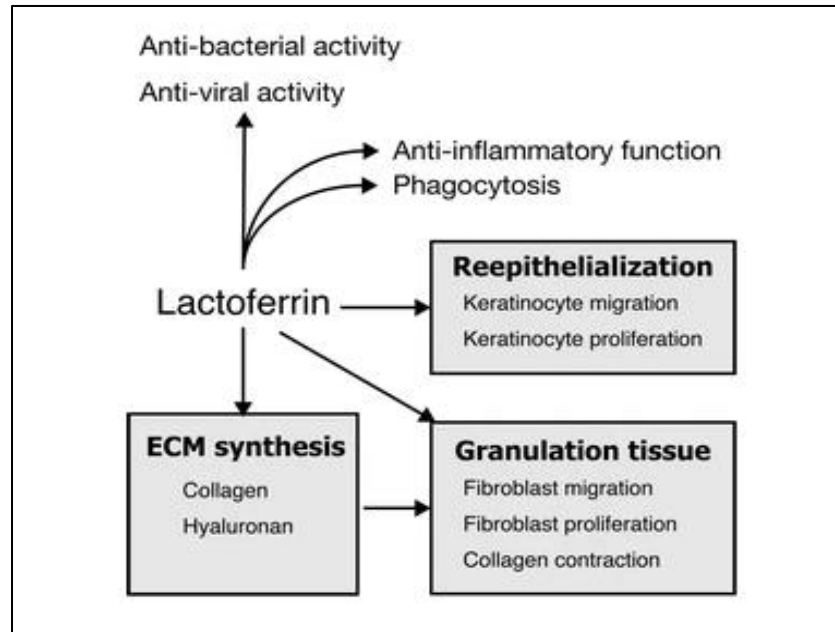 Anti-bacterial activity
Anti-viral activity
Anti-inflammatory function
Phagocytosis
Lactoferrin
Reepithelialization
Keratinocyte migration
Keratinocyte proliferation
ECM synthesis
Collagen
Hyaluronan
Granulation tissue
Fibroblast migration
Fibroblast proliferation
Collagen contraction